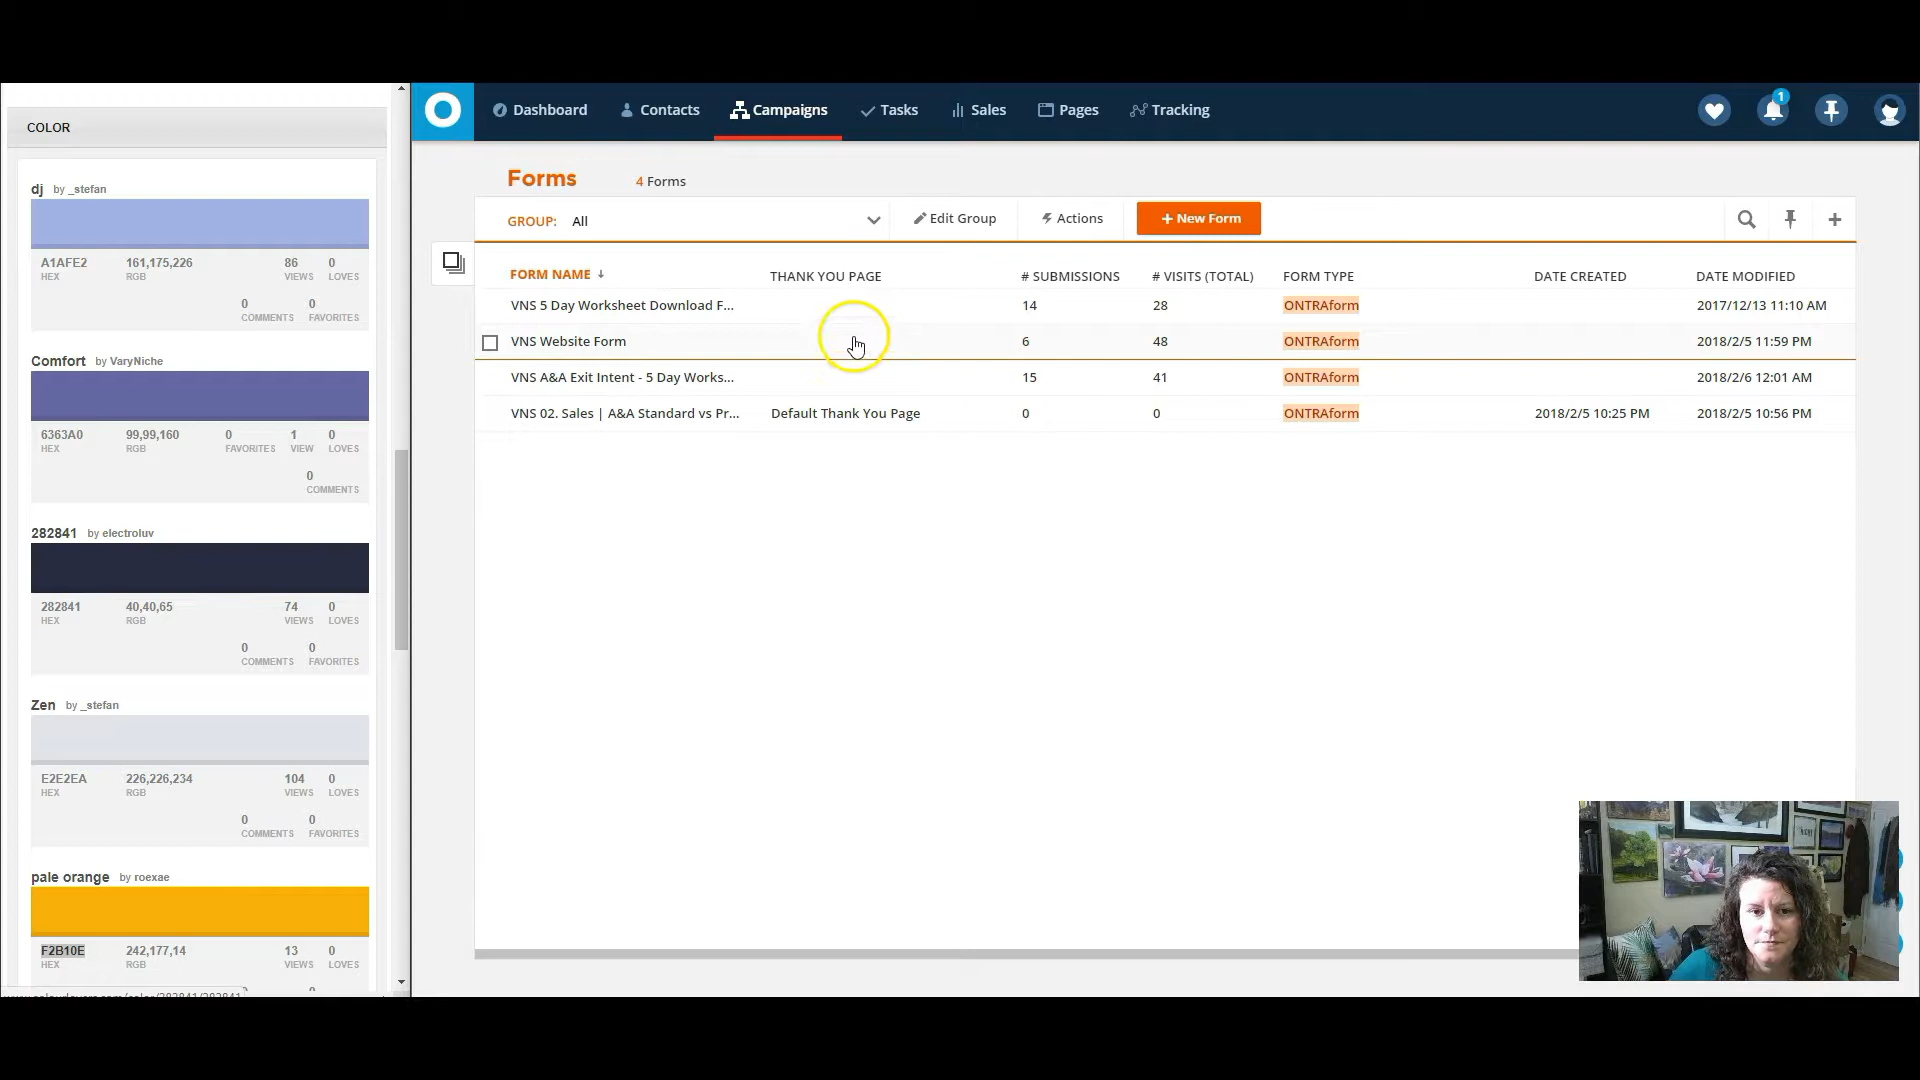 COLOR
dj by _stefan
A1AFE2 161,175,226 86 0
HEX RGB VIEWS LOVES
0 0
COMMENTS FAVORITES
Comfort by VaryNiche
6363A0 99,99,160 0 1 0
HEX RGB FAVORITES VIEW LOVES
0
COMMENTS
282841 by electroluv
282841 40,40,65 74 0
HEX RGB VIEWS LOVES
0 0
COMMENTS FAVORITES
Zen by _stefan
E2E2EA 226,226,234 104 0
HEX RGB VIEWS LOVES
0 0
COMMENTS FAVORITES
pale orange by roexae
F2B10E 242,177,14 13 0
HEX RGB VIEWS LOVES
Dashboard Contacts Campaigns Tasks Sales Pages Tracking 1
Forms 4 Forms
GROUP: All Edit Group Actions + New Form
FORM NAME THANK YOU PAGE # SUBMISSIONS # VISITS (TOTAL) FORM TYPE DATE CREATED DATE MODIFIED
VNS 5 Day Worksheet Download F... 14 28 ONTRAform 2017/12/13 11:10 AM
VNS Website Form 6 48 ONTRAform 2018/2/5 11:59 PM
VNS A&A Exit Intent - 5 Day Works... 15 41 ONTRAform 2018/2/6 12:01 AM
VNS 02. Sales | A&A Standard vs Pr... Default Thank You Page 0 0 ONTRAform 2018/2/5 10:25 PM 2018/2/5 10:56 PM